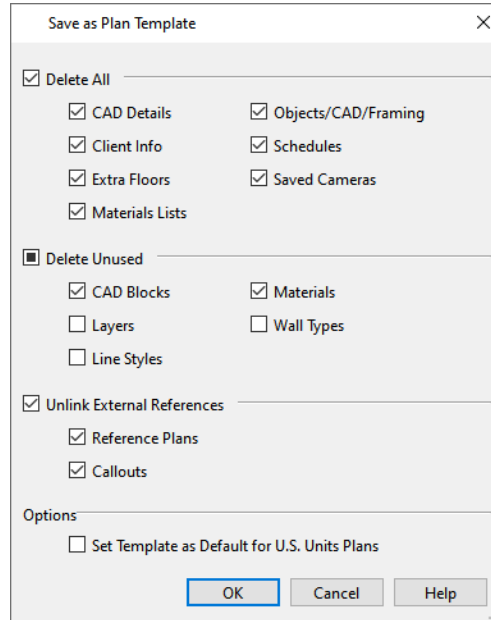 Save as Plan Template
Delete All
CAD Details
Objects/CAD/Framing
Client Info
Schedules
Extra Floors
Saved Cameras
Materials Lists
Delete Unused
CAD Blocks
Materials
Layers
Wall Types
Line Styles
Unlink External References
Reference Plans
Callouts
Options
Set Template as Default for U.S. Units Plans
OK
Cancel
Help